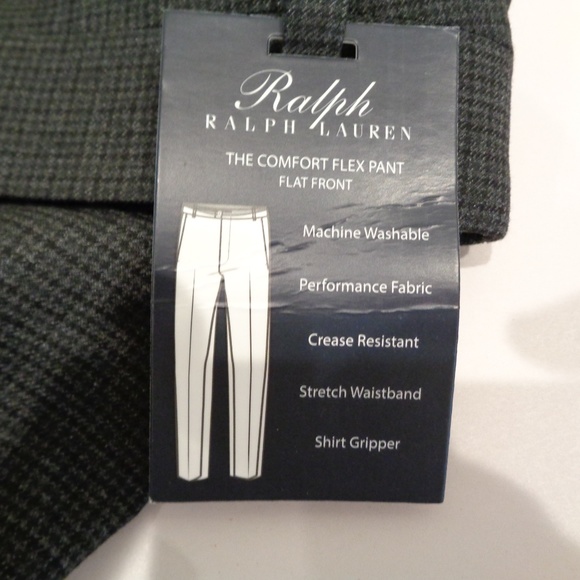 Ralph
RALPH LAUREN
THE COMFORT FLEX PANT
FLAT FRONT
Machine Washable
Performance Fabric
Crease Resistant
Stretch Waistband
Shirt Gripper